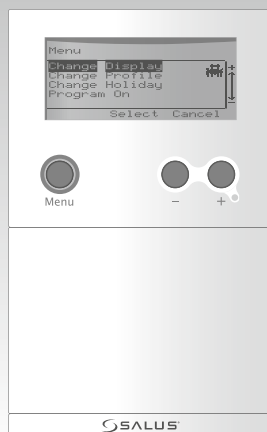 Menu
Change Display
Change Profile
Change Holiday
Program On
Select Cancel
Menu
- +
SALUS